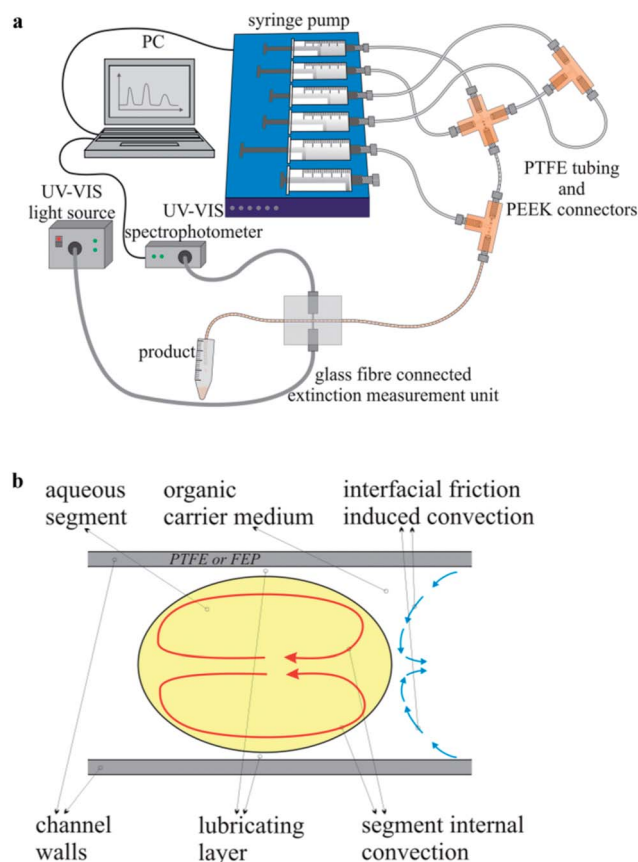 a
syringe pump
PC
UV-VIS
light source
UV-VIS
spectrophotometer
PTFE tubing
and
PEEK connectors
product
glass fibre connected
extinction measurement unit
b
aqueous
segment
organic
carrier medium
interfacial friction
induced convection
PTFE or FEP
channel
walls
lubricating
layer
segment internal
convection